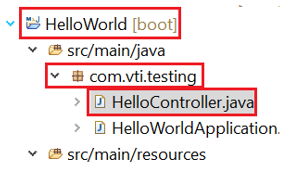 HelloWorld [boot]
src/main/java
com.vti.testing
HelloController.java
HelloWorldApplication.
src/main/resources